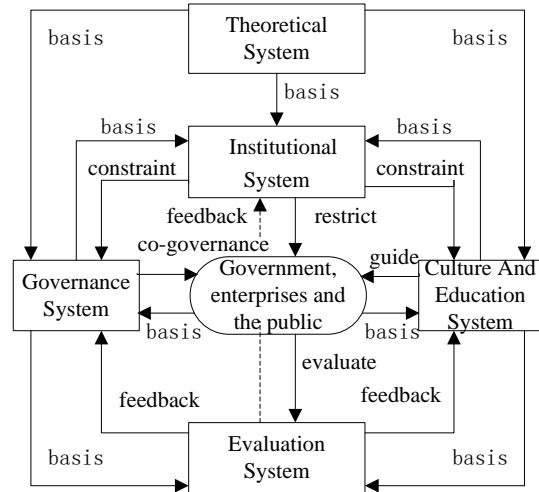 Theoretical
System
basis
basis
basis
basis
basis
Institutional
System
constraint
constraint
feedback
restrict
co-governance
guide
Governance
System
Government,
enterprises and
the public
Culture And
Education
System
basis
basis
evaluate
feedback
feedback
Evaluation
System
basis
basis